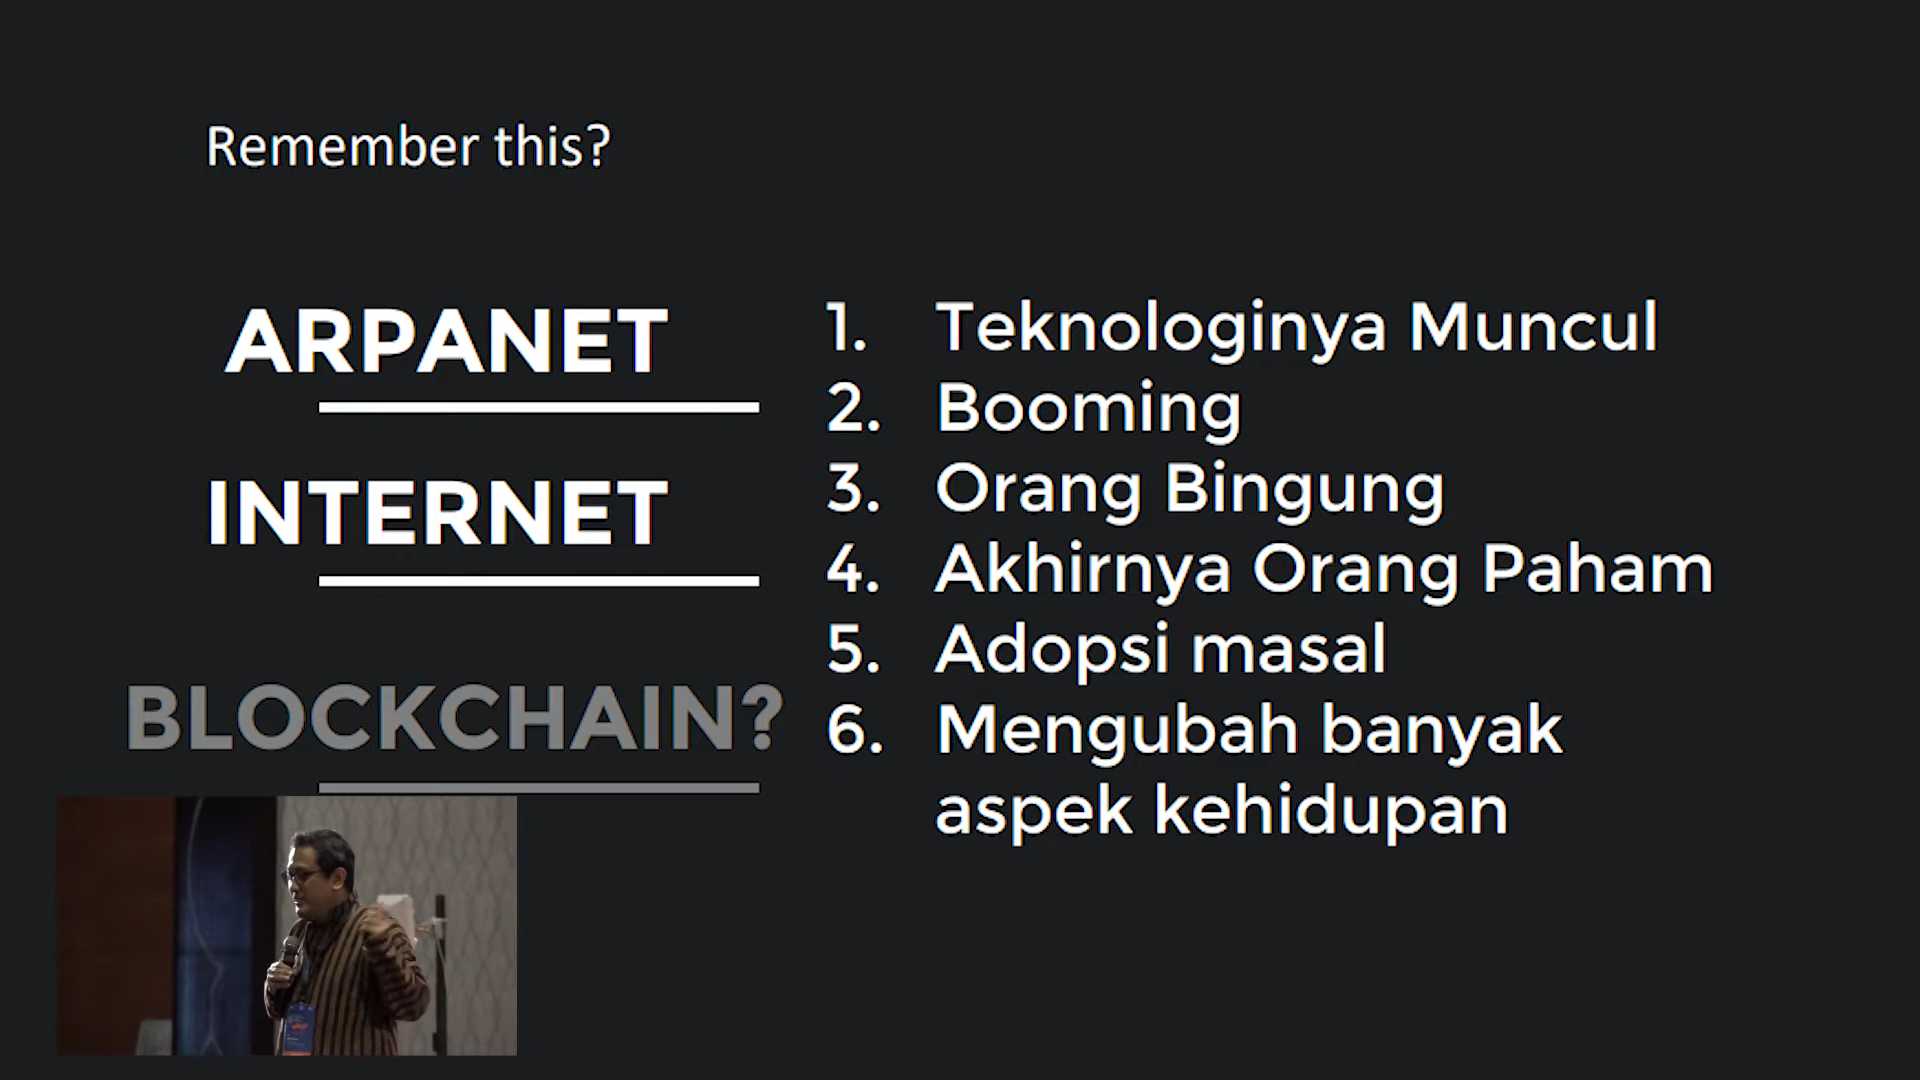 Remember this?
ARPANET
INTERNET
BLOCKCHAIN?
1. Teknologinya Muncul
2. Booming
3. Orang Bingung
4. Akhirnya Orang Paham
5. Adopsi masal
6. Mengubah banyak
aspek kehidupan